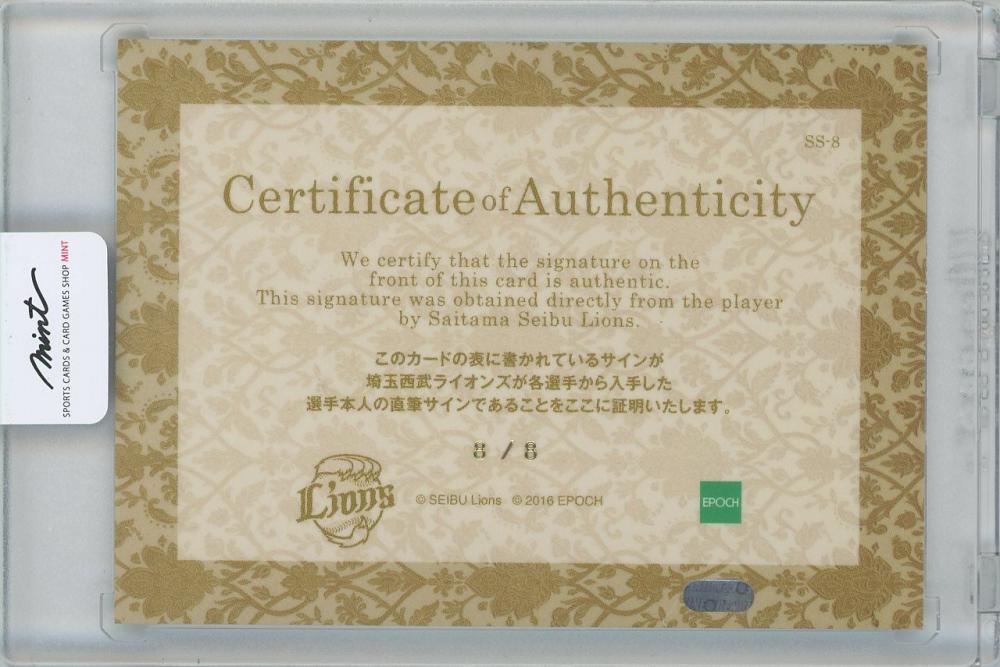 SS-8
Certificate of Authenticity
We certify that the signature on the
front of this card is authentic.
This signature was obtained directly from the player
by Saitama Seibu Lions.
このカードの表に書かれているサインが
埼玉西武ライオンズが各選手から入手した
選手本人の直筆サインであることをここに証明いたします。
8 / 8
Lions
© SEIBU Lions © 2016 EPOCH
EPOCH
mint
SPORTS CARDS & CARD GAMES SHOP MINT